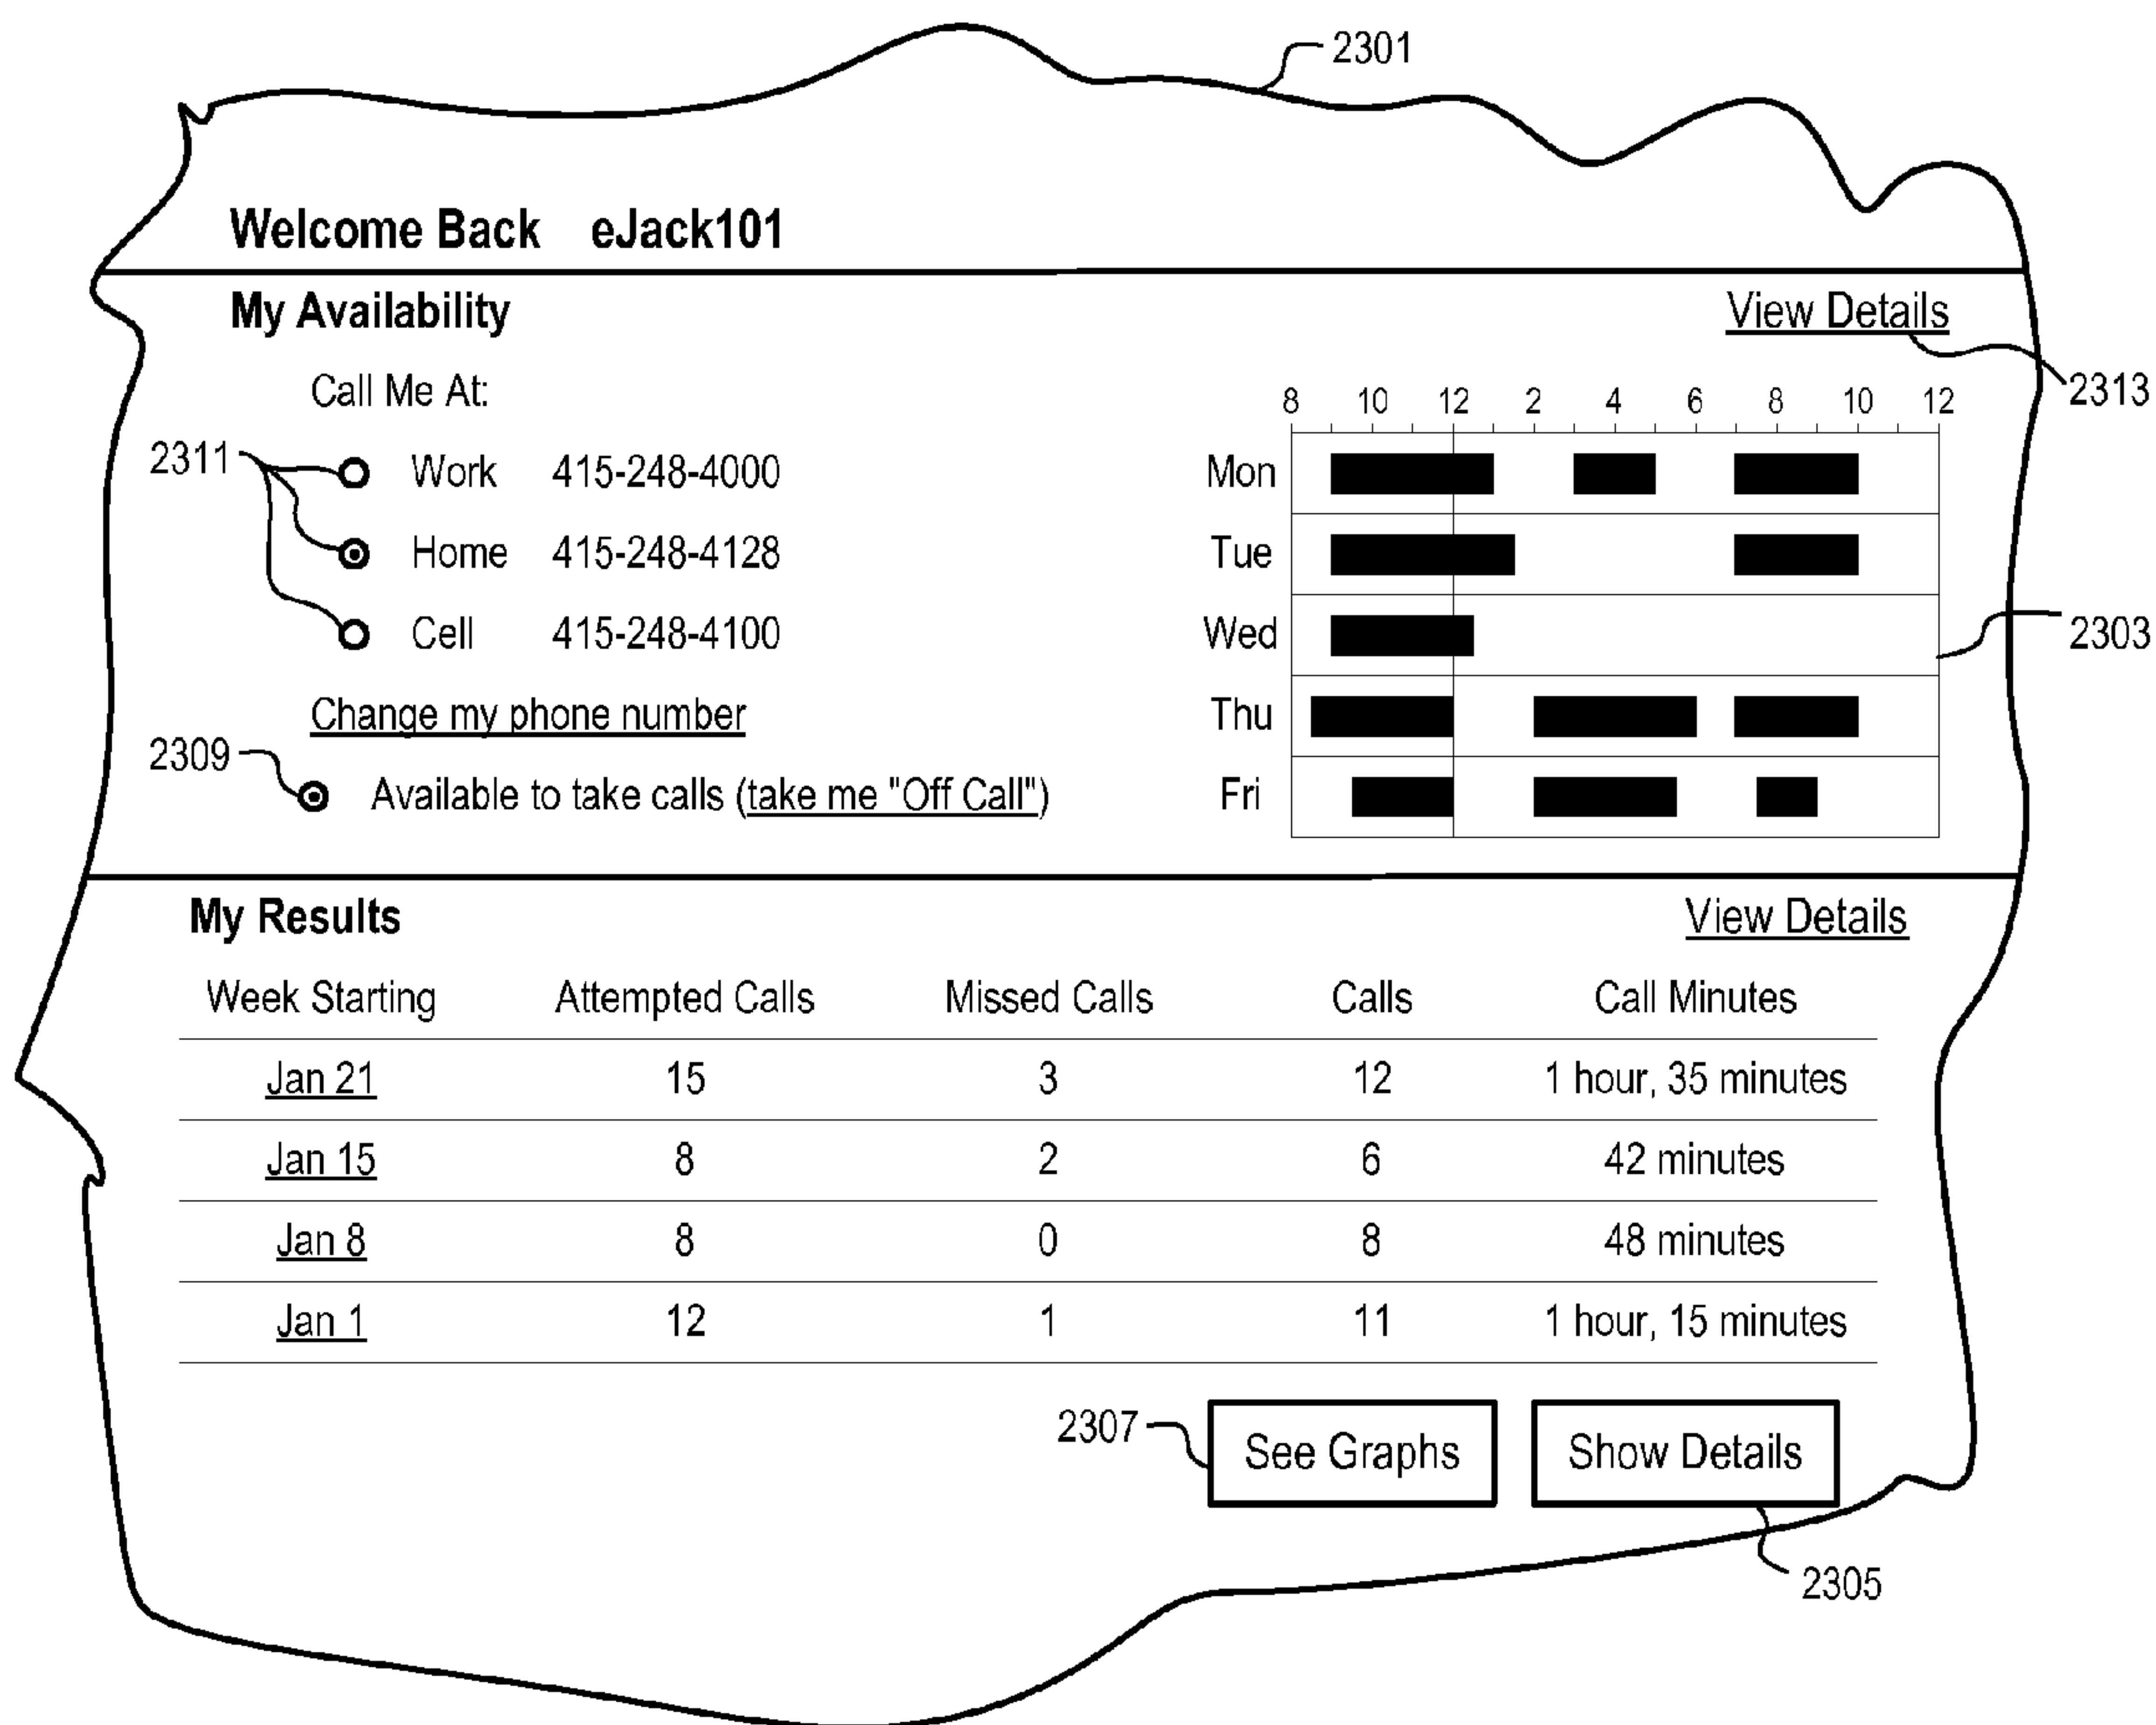 2301
Welcome Back eJack101
My Availability
View Details
2313
Call Me At:
8 10 12 2 4 6 8 10 12
2311
Work 415-248-4000
Mon
Home 415-248-4128
Tue
Cell 415-248-4100
Wed
2303
Change my phone number
Thu
2309
Available to take calls (take me "Off Call")
Fri
My Results
View Details
Week Starting Attempted Calls Missed Calls Calls Call Minutes
Jan 21 15 3 12 1 hour, 35 minutes
Jan 15 8 2 6 42 minutes
Jan 8 8 0 8 48 minutes
Jan 1 12 1 11 1 hour, 15 minutes
2307
See Graphs
Show Details
2305